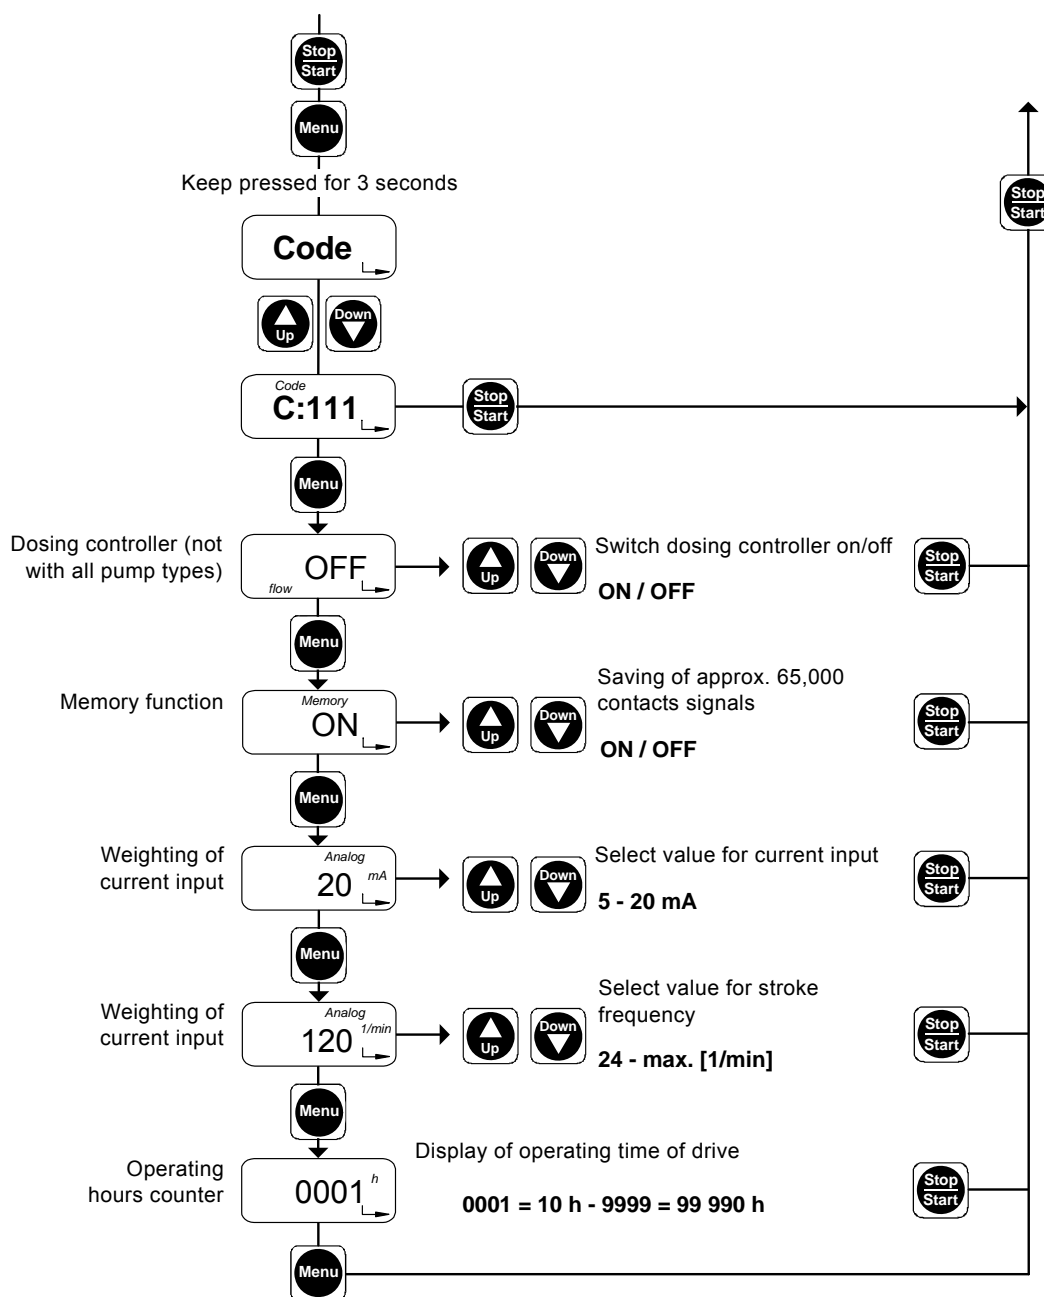 Stop
Start
Menu
Keep pressed for 3 seconds
Stop
Start
Code
Up
Down
Code
C:111
Stop
Start
Menu
Dosing controller (not
with all pump types)
OFF
flow
Up
Down
Switch dosing controller on/off
ON / OFF
Stop
Start
Menu
Memory function
Memory
ON
Up
Down
Saving of approx. 65,000
contacts signals
ON / OFF
Stop
Start
Menu
Weighting of
current input
Analog
20 mA
Up
Down
Select value for current input
5 - 20 mA
Stop
Start
Menu
Weighting of
current input
Analog
120 1/min
Up
Down
Select value for stroke
frequency
24 - max. [1/min]
Stop
Start
Menu
Operating
hours counter
0001 h
Display of operating time of drive
0001 = 10 h - 9999 = 99 990 h
Stop
Start
Menu